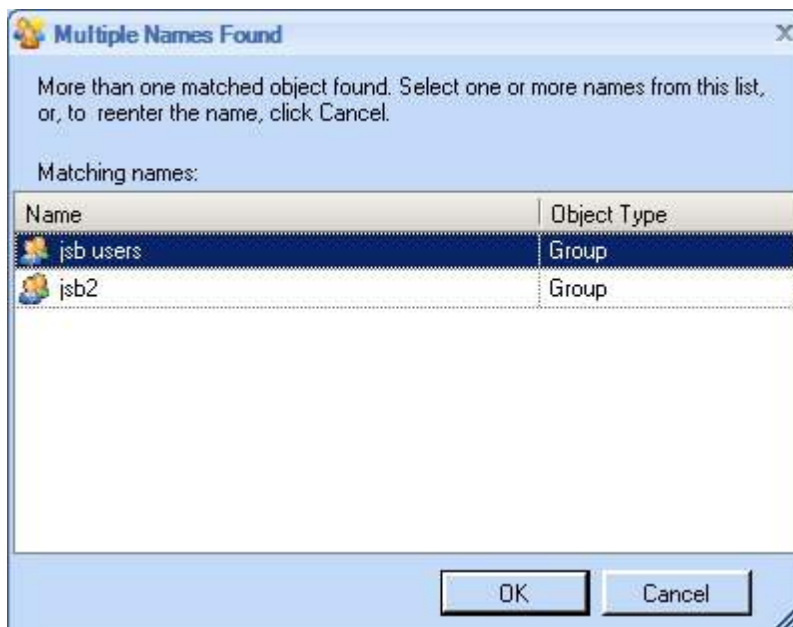 Multiple Names Found
More than one matched object found. Select one or more names from this list,
or, to reenter the name, click Cancel.
Matching names:
Name Object Type
jsb users Group
jsb2 Group
OK Cancel